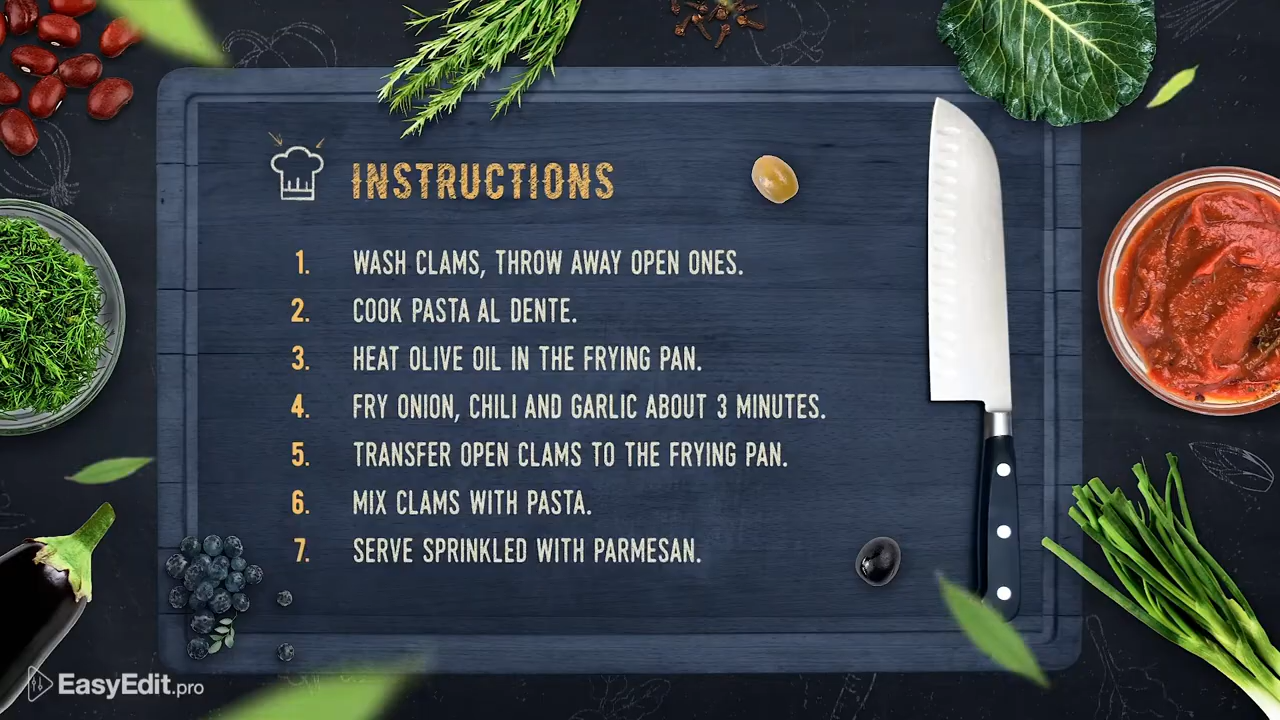 INSTRUCTIONS
1. WASH CLAMS, THROW AWAY OPEN ONES.
2. COOK PASTA AL DENTE.
3. HEAT OLIVE OIL IN THE FRYING PAN.
4. FRY ONION, CHILI AND GARLIC ABOUT 3 MINUTES.
5. TRANSFER OPEN CLAMS TO THE FRYING PAN.
6. MIX CLAMS WITH PASTA.
7. SERVE SPRINKLED WITH PARMESAN.
EasyEdit.pro